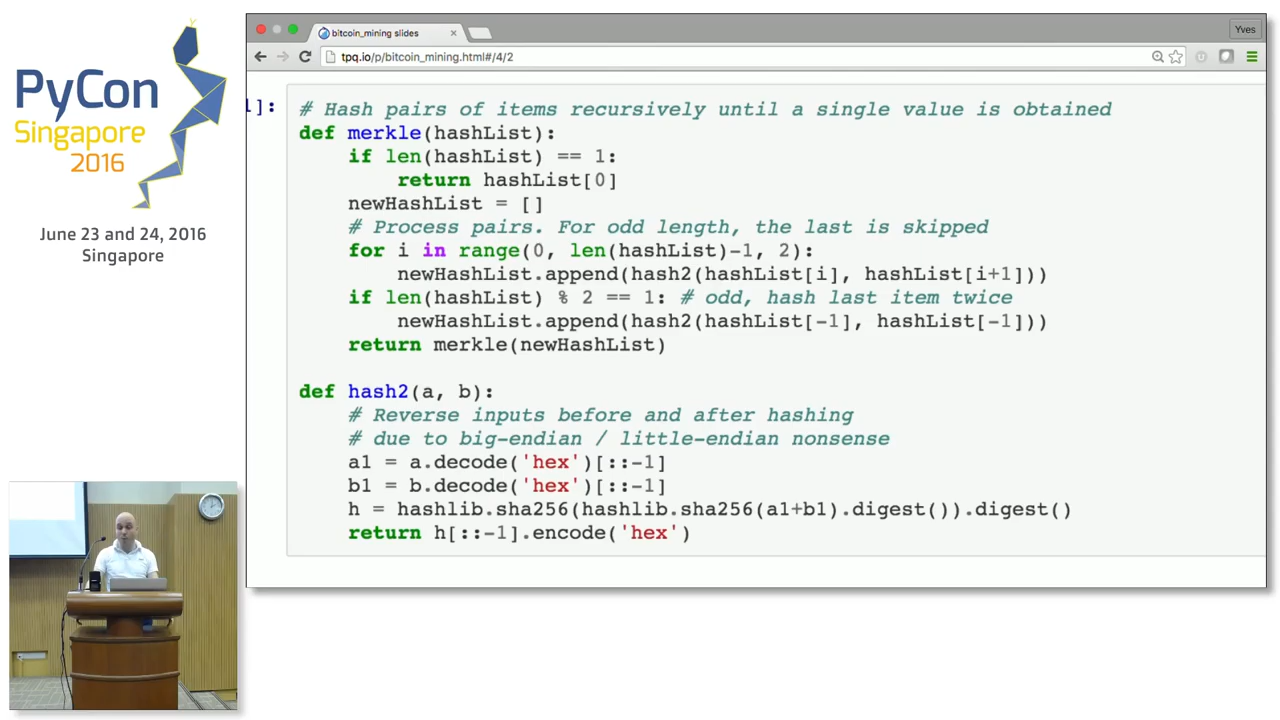 PyCon
Singapore
2016
June 23 and 24, 2016
Singapore
bitcoin_mining slides
Yves
tpq.io/p/bitcoin_mining.html#/4/2
]:
# Hash pairs of items recursively until a single value is obtained
def merkle(hashList):
    if len(hashList) == 1:
        return hashList[0]
    newHashList = []
    # Process pairs. For odd length, the last is skipped
    for i in range(0, len(hashList)-1, 2):
        newHashList.append(hash2(hashList[i], hashList[i+1]))
    if len(hashList) % 2 == 1: # odd, hash last item twice
        newHashList.append(hash2(hashList[-1], hashList[-1]))
    return merkle(newHashList)
def hash2(a, b):
    # Reverse inputs before and after hashing
    # due to big-endian / little-endian nonsense
    a1 = a.decode('hex')[::-1]
    b1 = b.decode('hex')[::-1]
    h = hashlib.sha256(hashlib.sha256(a1+b1).digest()).digest()
    return h[::-1].encode('hex')